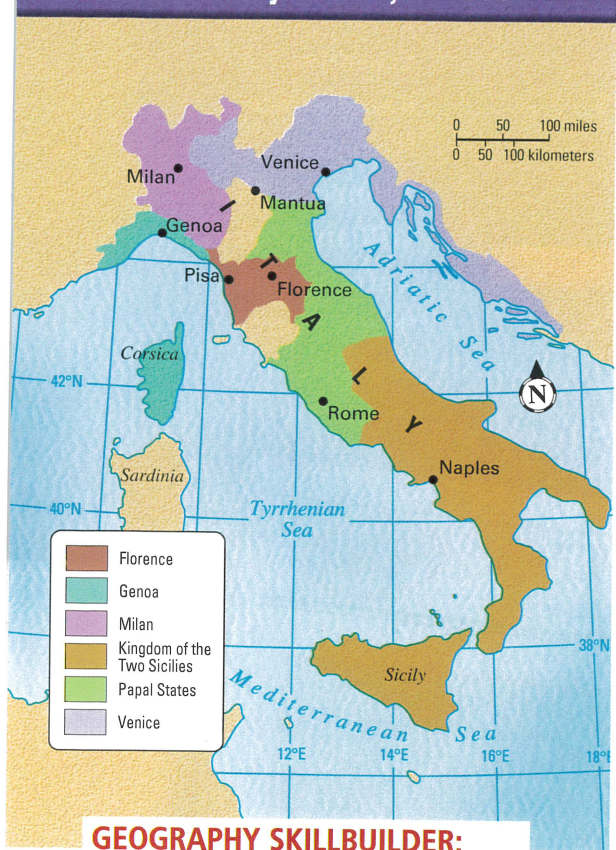 0 50 100 miles
0 50 100 kilometers
Venice
Milan
Mantua
Genoa
Pisa
Florence
I
T
A
L
Y
Adriatic Sea
Corsica
42°N
N
Rome
Naples
Sardinia
40°N
Tyrrhenian
Sea
Florence
Genoa
Milan
Kingdom of the
Two Sicilies
Papal States
Venice
38°N
Sicily
Mediterranean Sea
12°E
14°E
16°E
GEOGRAPHY SKILLBUILDER: